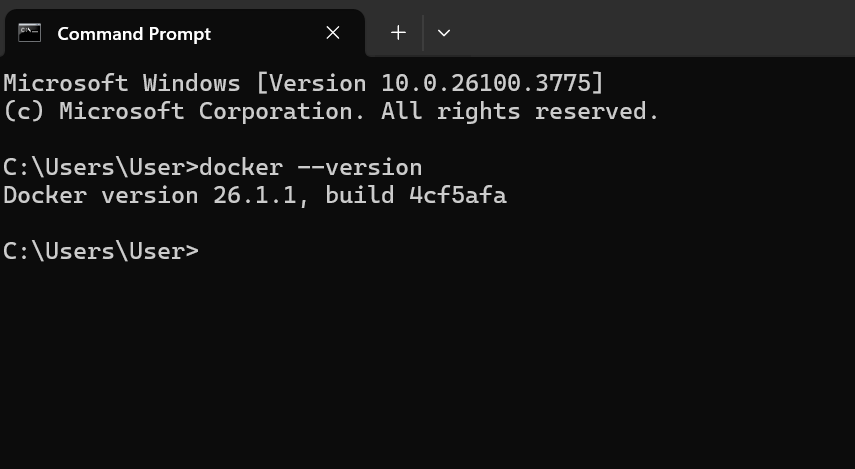 Command Prompt
Microsoft Windows [Version 10.0.26100.3775]
(c) Microsoft Corporation. All rights reserved.
C:\Users\User>docker --version
Docker version 26.1.1, build 4cf5afa
C:\Users\User>